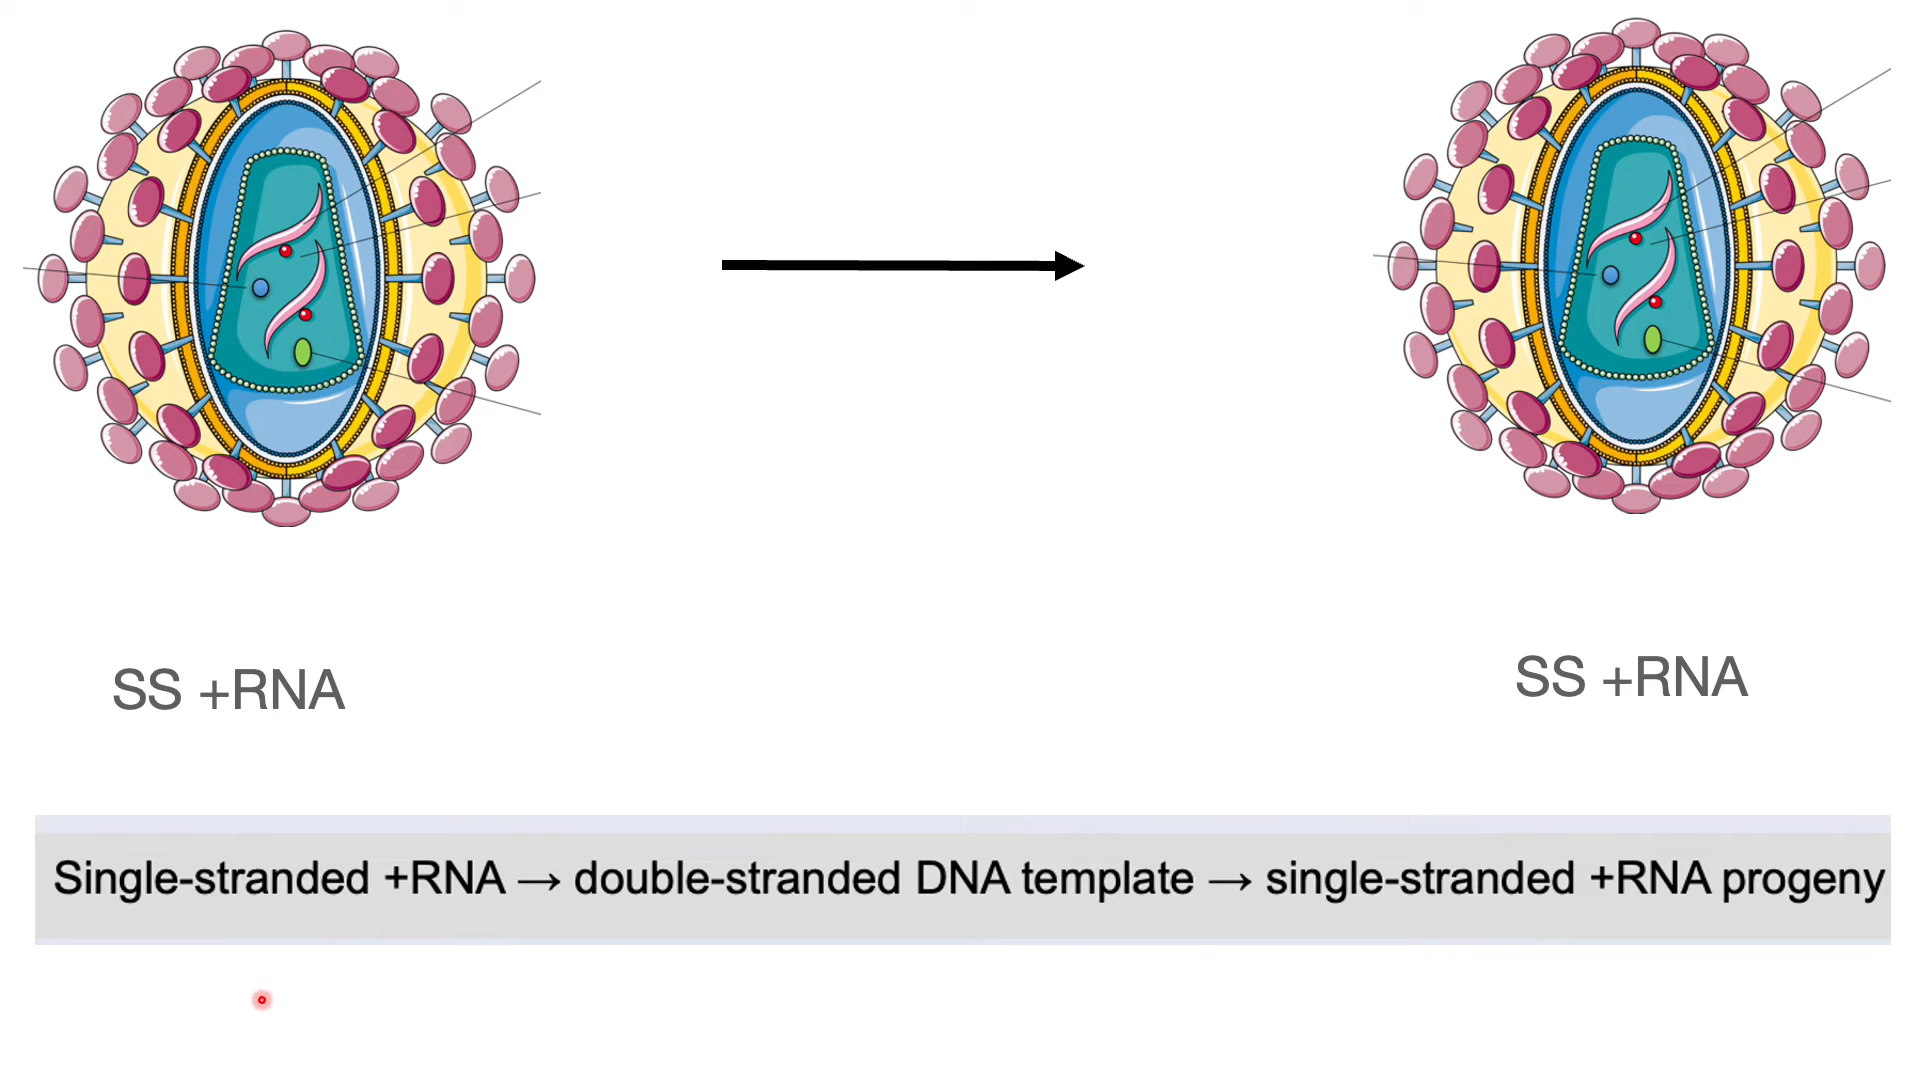 SS +RNA
SS +RNA
Single-stranded +RNA → double-stranded DNA template → single-stranded +RNA progeny